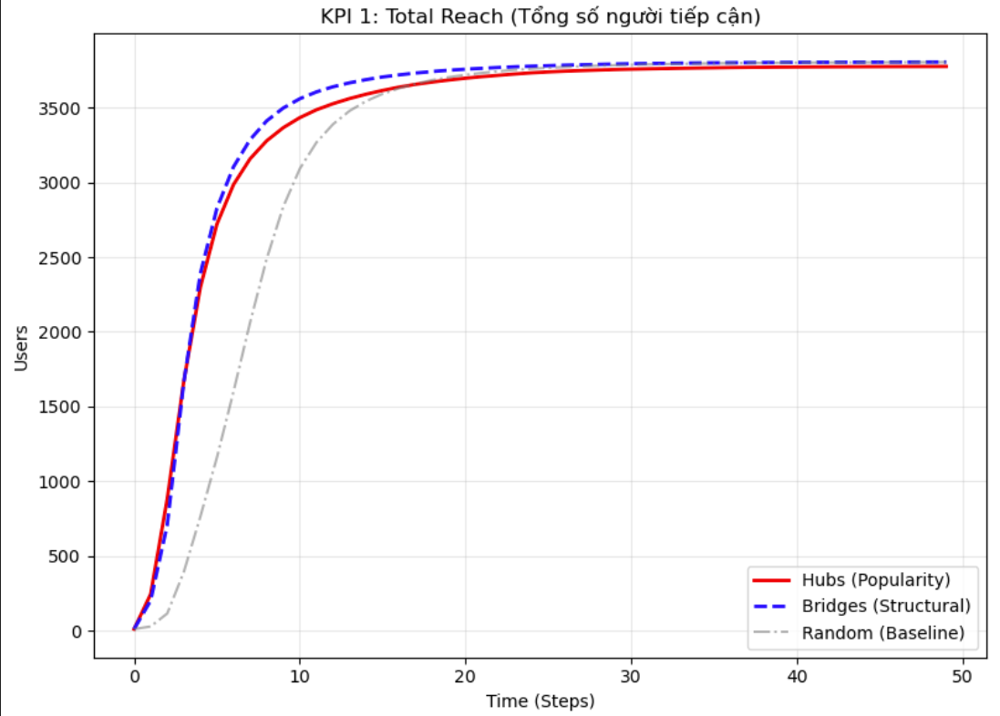 KPI 1: Total Reach (Tổng số người tiếp cận)
Users
3500
3000
2500
2000
1500
1000
500
0
Hubs (Popularity)
Bridges (Structural)
Random (Baseline)
0 10 20 30 40 50
Time (Steps)